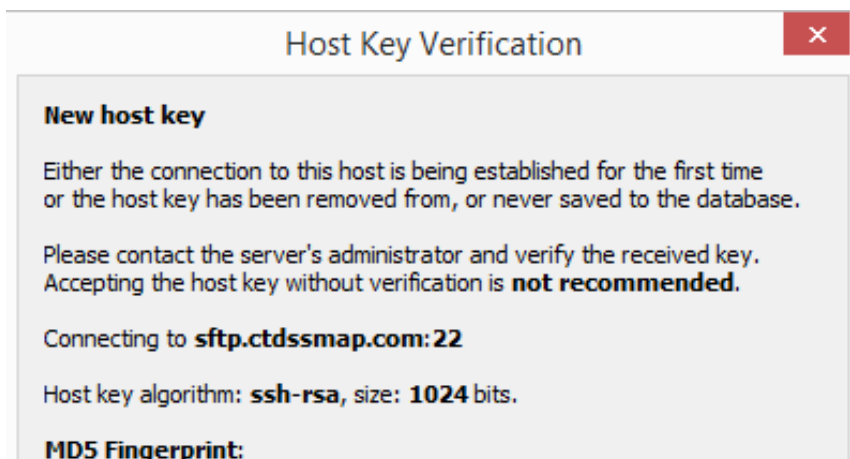 Host Key Verification
New host key
Either the connection to this host is being established for the first time
or the host key has been removed from, or never saved to the database.
Please contact the server's administrator and verify the received key.
Accepting the host key without verification is not recommended.
Connecting to sftp.ctdssmap.com:22
Host key algorithm: ssh-rsa, size: 1024 bits.
MD5 Fingerprint: